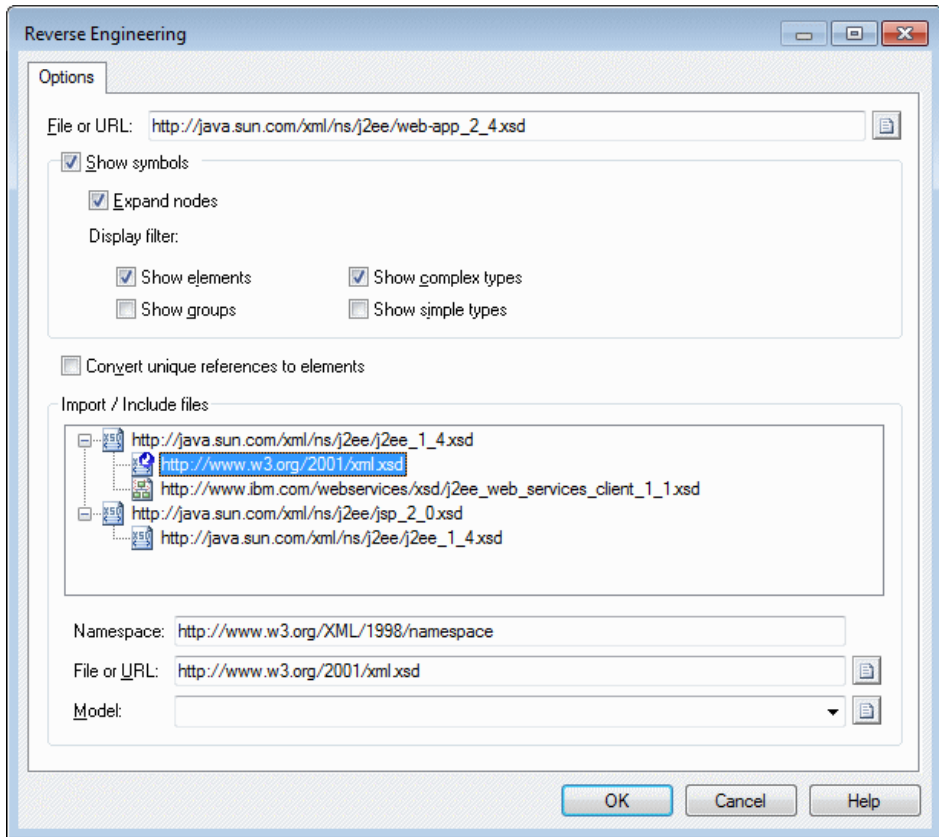 Reverse Engineering
Options
File or URL: http://java.sun.com/xml/ns/j2ee/web-app_2_4.xsd
Show symbols
Expand nodes
Display filter:
Show elements Show complex types
Show groups Show simple types
Convert unique references to elements
Import / Include files
http://java.sun.com/xml/ns/j2ee/j2ee_1_4.xsd
http://www.w3.org/2001/xml.xsd
http://www.ibm.com/webservices/xsd/j2ee_web_services_client_1_1.xsd
http://java.sun.com/xml/ns/j2ee/jsp_2_0.xsd
http://java.sun.com/xml/ns/j2ee/j2ee_1_4.xsd
Namespace: http://www.w3.org/XML/1998/namespace
File or URL: http://www.w3.org/2001/xml.xsd
Model:
OK Cancel Help